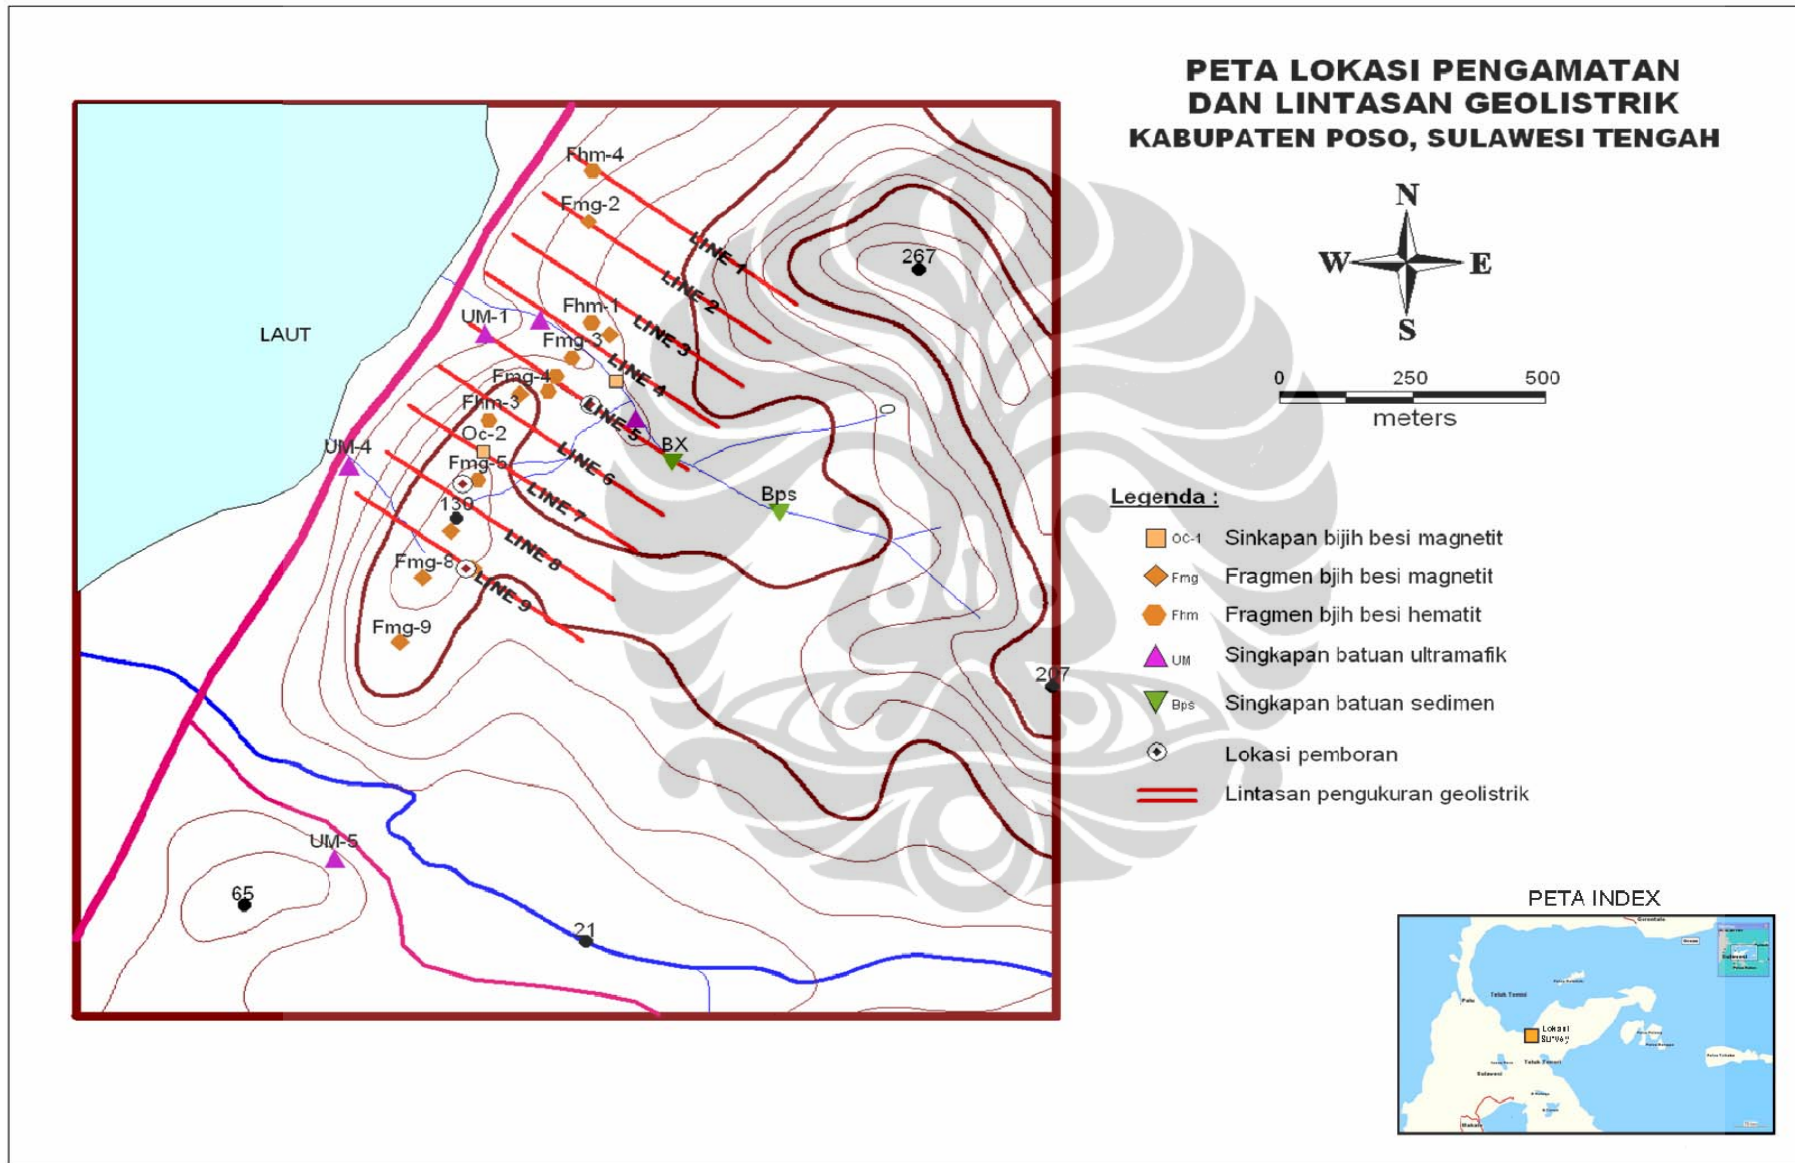 PETA LOKASI PENGAMATAN
DAN LINTASAN GEOLISTRIK
KABUPATEN POSO, SULAWESI TENGAH
N
W
E
S
0 250 500
meters
Legenda :
OC-1 Sinkapan bijih besi magnetit
Fmg Fragmen bjih besi magnetit
Fhm Fragmen bjih besi hematit
UM Singkapan batuan ultramafik
Bps Singkapan batuan sedimen
Lokasi pemboran
Lintasan pengukuran geolistrik
Fhm-4
Fmg-2
LINE 1
267
LINE 2
Fhm-1
UM-1
LINE 3
Fmg-3
LINE 4
Fmg-4
Fhm-3
LINE 5
LAUT
Oc-2
UM-4
BX
Fmg-5
LINE 6
130
LINE 7
Bps
LINE 8
Fmg-8
LINE 9
Fmg-9
207
UM-5
65
21
PETA INDEX
Gorontalo
Palu
Teluk Tomini
Lokasi
Survey
Sulawesi